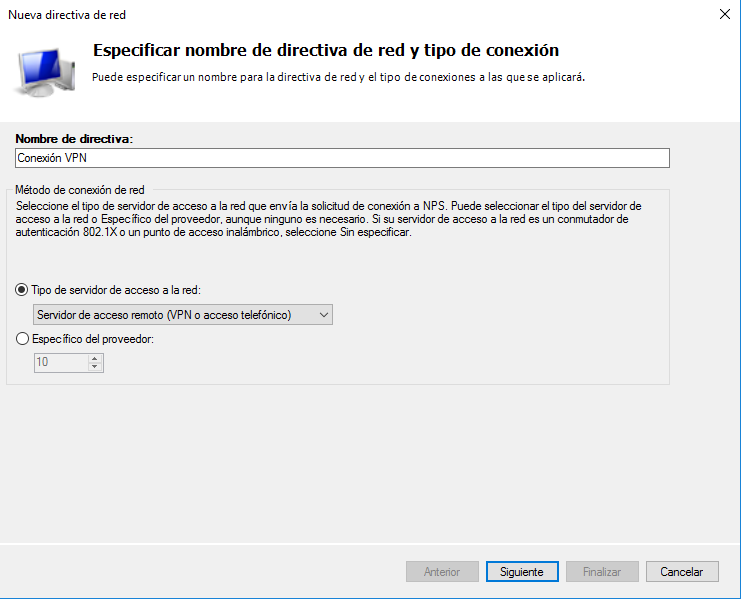 Nueva directiva de red
Especificar nombre de directiva de red y tipo de conexión
Puede especificar un nombre para la directiva de red y el tipo de conexiones a las que se aplicará.
Nombre de directiva:
Conexión VPN
Método de conexión de red
Seleccione el tipo de servidor de acceso a la red que envía la solicitud de conexión a NPS. Puede seleccionar el tipo del servidor de
acceso a la red o Específico del proveedor, aunque ninguno es necesario. Si su servidor de acceso a la red es un conmutador de
autenticación 802.1X o un punto de acceso inalámbrico, seleccione Sin especificar.
Tipo de servidor de acceso a la red:
Servidor de acceso remoto (VPN o acceso telefónico)
Específico del proveedor:
10
Anterior
Siguiente
Finalizar
Cancelar